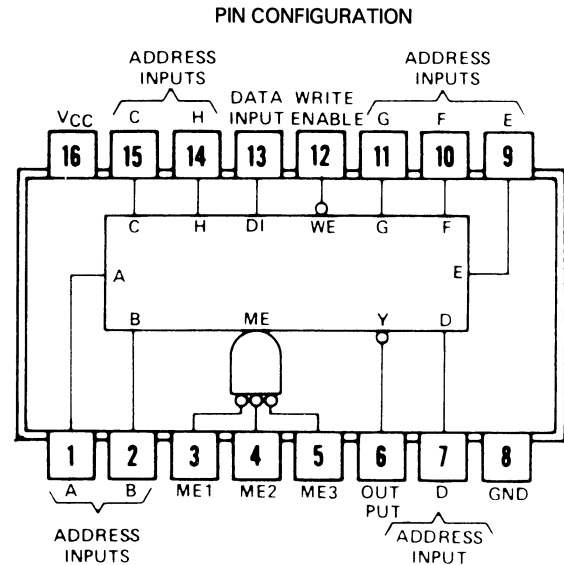 PIN CONFIGURATION
ADDRESS INPUTS
ADDRESS INPUTS
DATA INPUT
WRITE ENABLE
VCC C H G F E
16 15 14 13 12 11 10 9
C H DI WE G F
A E
B ME Y D
1 2 3 4 5 6 7 8
A B ME1 ME2 ME3 OUT PUT D GND
ADDRESS INPUTS
ADDRESS INPUT